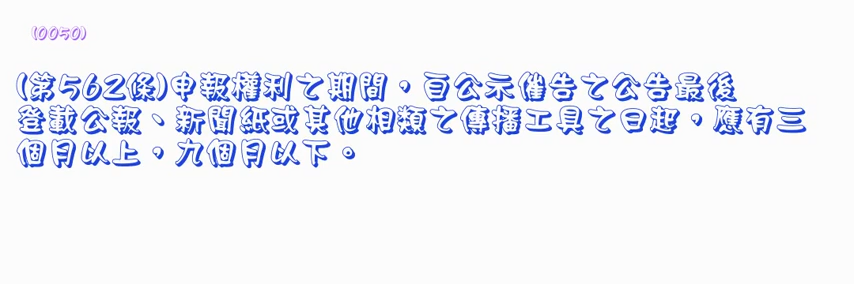 (0050)
(第562條)申報權利之期間，自公示催告之公告最後
登載公報、新聞紙或其他相類之傳播工具之日起，應有三
個月以上，九個月以下。